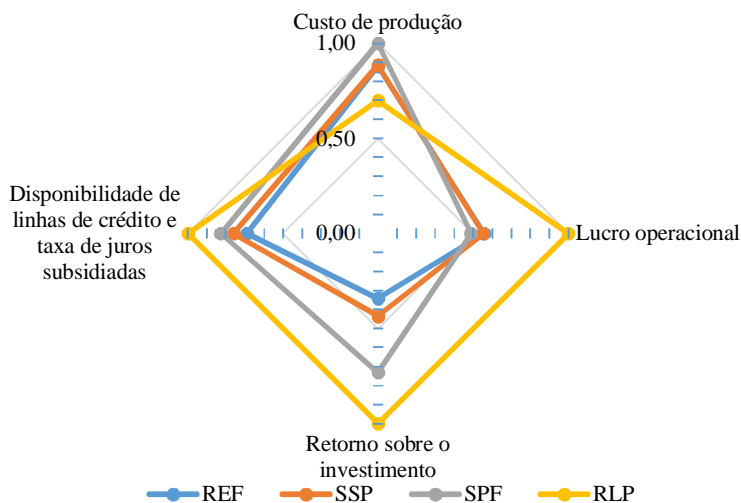 Custo de produção
1,00
0,50
Disponibilidade de
linhas de crédito e
taxa de juros
subsidiadas
0,00
Lucro operacional
Retorno sobre o
investimento
REF
SSP
SPF
RLP